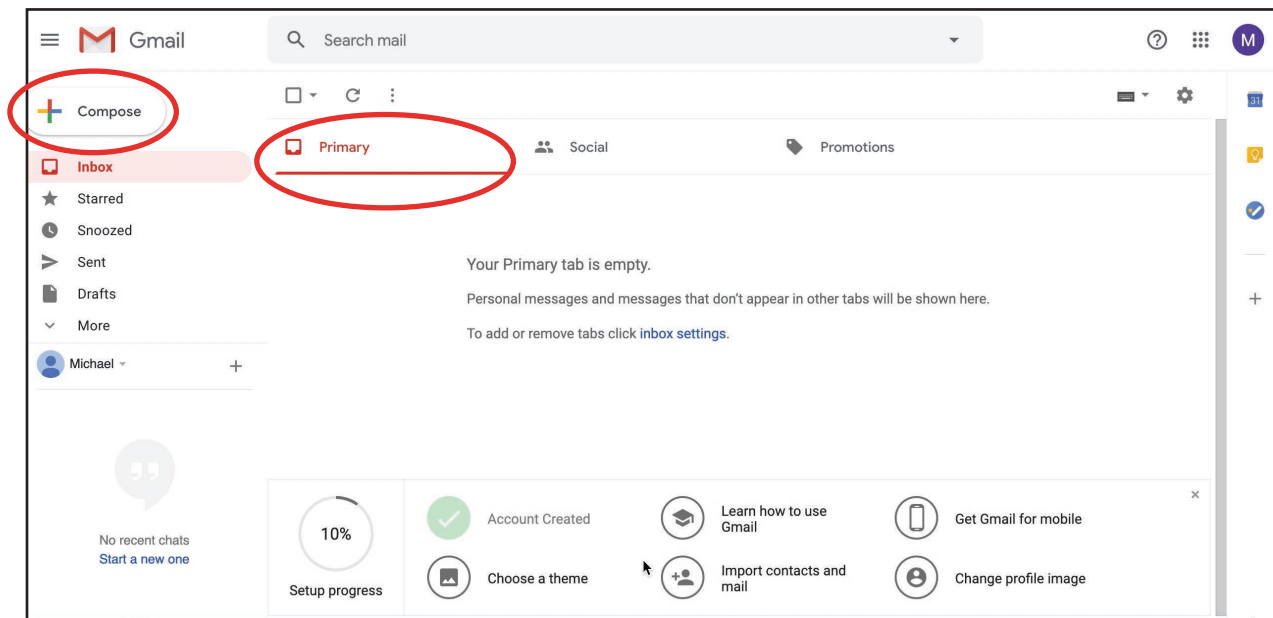 Gmail
Search mail
M
Compose
31
Primary
Social
Promotions
Inbox
Starred
Snoozed
Sent
Drafts
More
Michael
No recent chats
Start a new one
Your Primary tab is empty.
Personal messages and messages that don't appear in other tabs will be shown here.
To add or remove tabs click inbox settings.
10%
Setup progress
Account Created
Learn how to use
Gmail
Get Gmail for mobile
Choose a theme
Import contacts and
mail
Change profile image